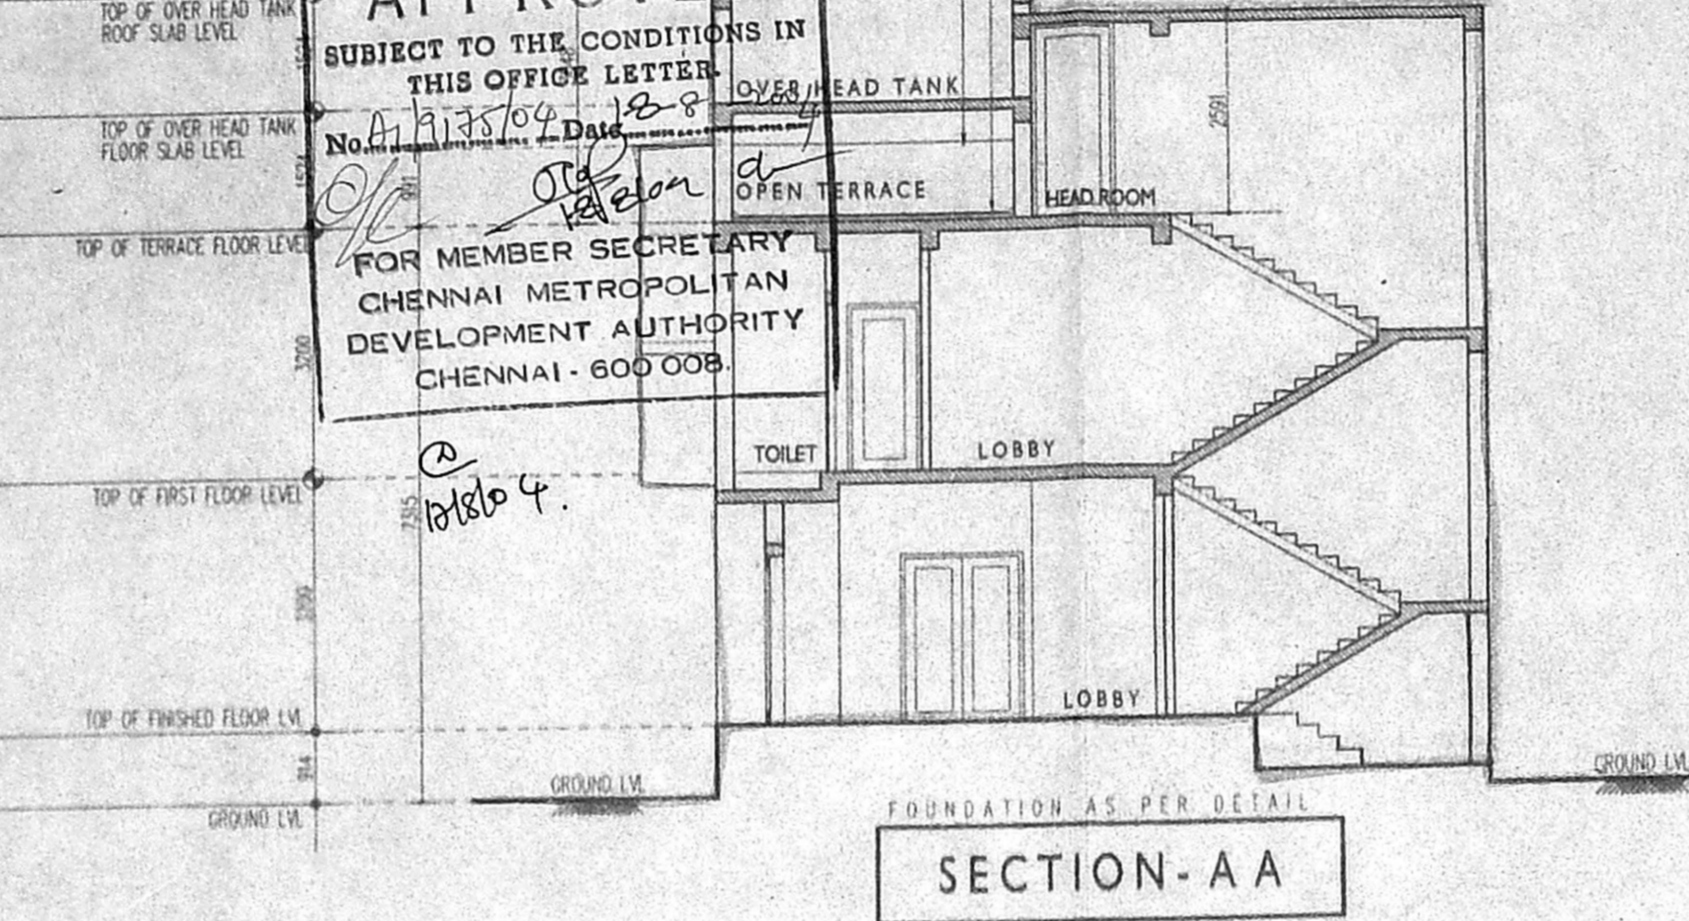 TOP OF OVER HEAD TANK
ROOF SLAB LEVEL
SUBJECT TO THE CONDITIONS IN
THIS OFFICE LETTER.
OVER HEAD TANK
2591
TOP OF OVER HEAD TANK
FLOOR SLAB LEVEL
No. A1/9175/04 Date 18-8
991
OPEN TERRACE
HEAD ROOM
TOP OF TERRACE FLOOR LEVEL
FOR MEMBER SECRETARY
CHENNAI METROPOLITAN
DEVELOPMENT AUTHORITY
CHENNAI - 600 008.
3200
TOILET
LOBBY
TOP OF FIRST FLOOR LEVEL
LOBBY
TOP OF FINISHED FLOOR LVL
914
GROUND LVL
GROUND LVL
GROUND LVL
FOUNDATION AS PER DETAIL
SECTION-AA